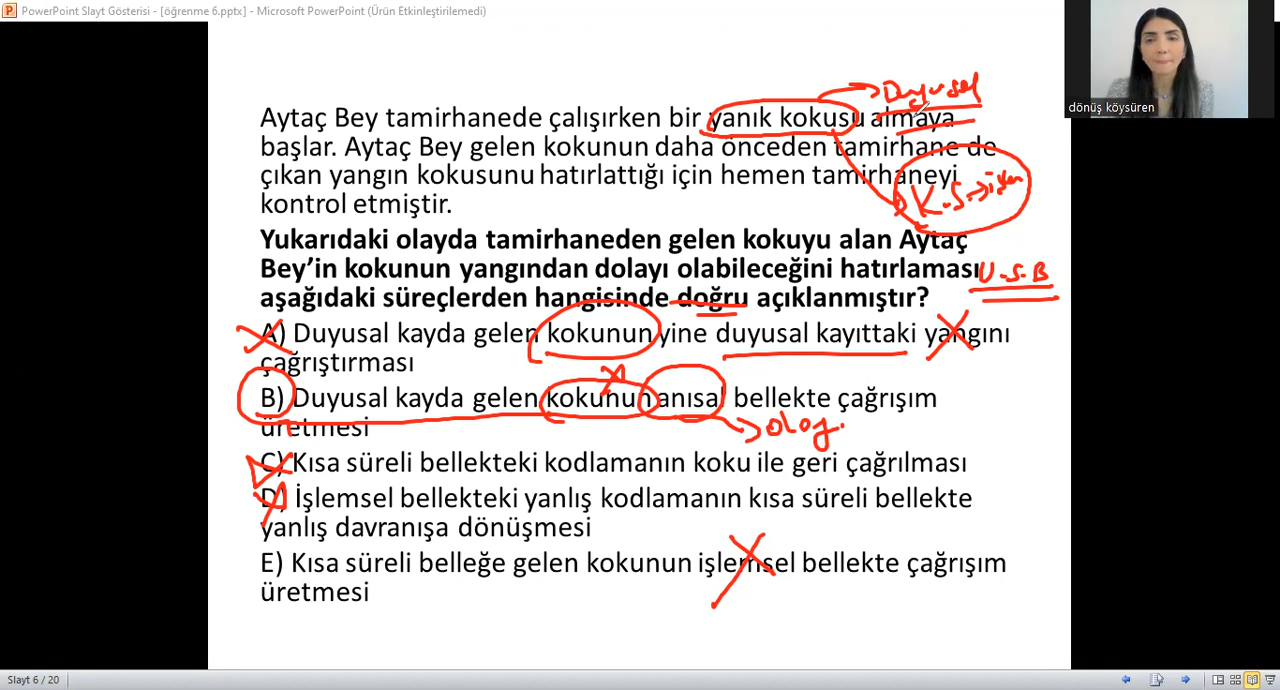 PowerPoint Slayt Gösterisi - [öğrenme 6.pptx] - Microsoft PowerPoint (Ürün Etkinleştirilemedi)
dönüş köysüren
Duyusal
Aytaç Bey tamirhanede çalışırken bir yanık kokusu almaya
başlar. Aytaç Bey gelen kokunun daha önceden tamirhane de
çıkan yangın kokusunu hatırlattığı için hemen tamirhaneyi
K.S.→işlem
kontrol etmiştir.
Yukarıdaki olayda tamirhaneden gelen kokuyu alan Aytaç
Bey’in kokunun yangından dolayı olabileceğini hatırlaması
U.S.B
aşağıdaki süreçlerden hangisinde doğru açıklanmıştır?
A) Duyusal kayda gelen kokunun yine duyusal kayıttaki yangını
çağrıştırması
B) Duyusal kayda gelen kokunun anısal bellekte çağrışım
üretmesi
olay.
C) Kısa süreli bellekteki kodlamanın koku ile geri çağrılması
D) İşlemsel bellekteki yanlış kodlamanın kısa süreli bellekte
yanlış davranışa dönüşmesi
E) Kısa süreli belleğe gelen kokunun işlemsel bellekte çağrışım
üretmesi
Slayt 6 / 20